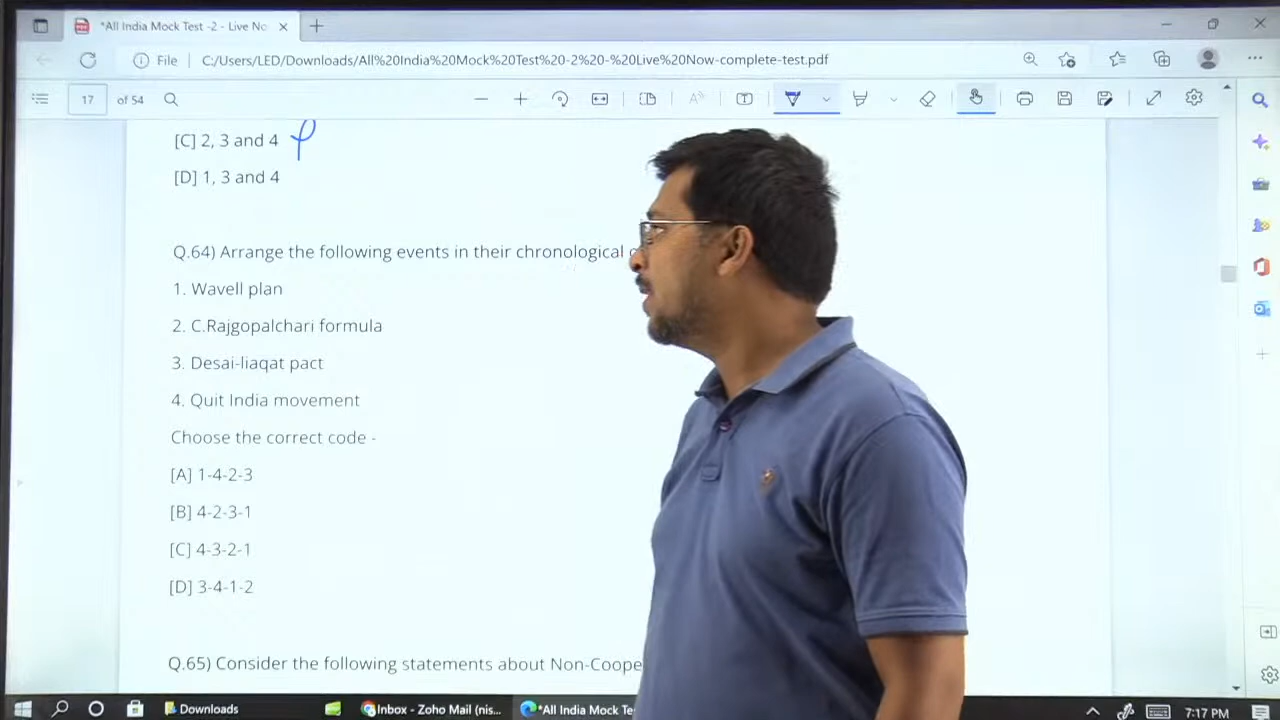 *All India Mock Test -2 - Live No
File C:/Users/LED/Downloads/All%20India%20Mock%20Test%20-2%20-%20Live%20Now-complete-test.pdf
17 of 54
[C] 2, 3 and 4
[D] 1, 3 and 4
Q.64) Arrange the following events in their chronological
1. Wavell plan
2. C.Rajgopalchari formula
3. Desai-liaqat pact
4. Quit India movement
Choose the correct code -
[A] 1-4-2-3
[B] 4-2-3-1
[C] 4-3-2-1
[D] 3-4-1-2
Q.65) Consider the following statements about Non-Coope
Downloads Inbox - Zoho Mail (nis... *All India Mock Te 7:17 PM